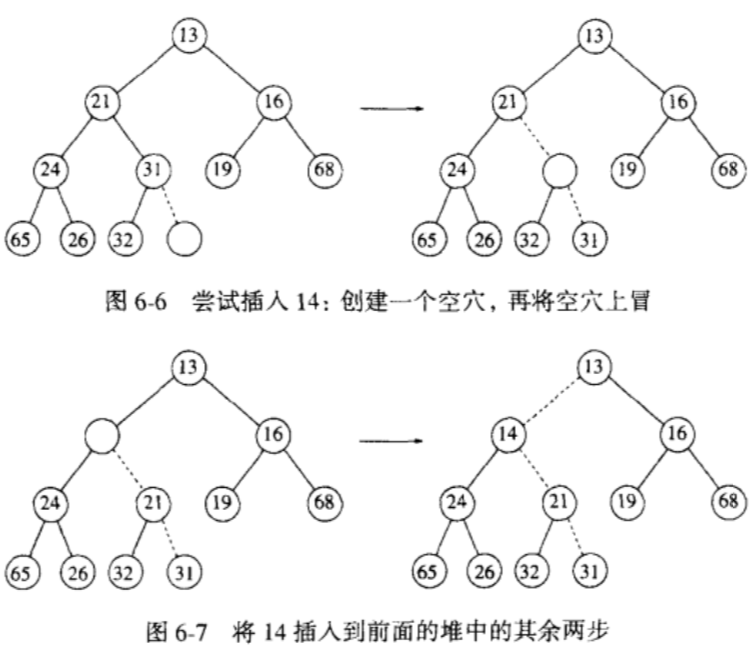 13 13
21 16 21 16
24 31 19 68 24 19 68
65 26 32 65 26 32 31
图 6-6 尝试插入 14：创建一个空穴，再将空穴上冒
13 13
16 14 16
24 21 19 68 24 21 19 68
65 26 32 31 65 26 32 31
图 6-7 将 14 插入到前面的堆中的其余两步